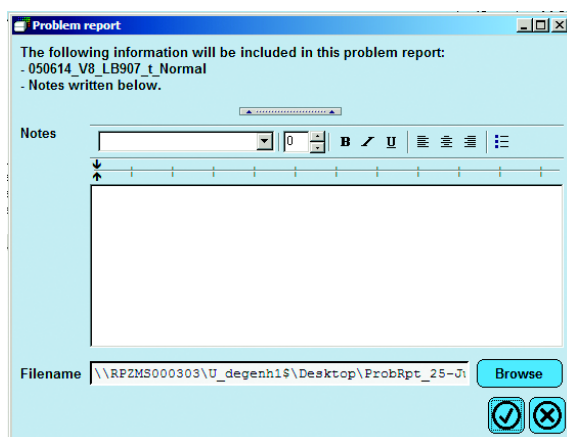 Problem report
The following information will be included in this problem report:
- 050614_V8_LB907_t_Normal
- Notes written below.
Notes
0 B I U
Filename \\RPZMS000303\U_degenh1$\Desktop\ProbRpt_25-Ju Browse